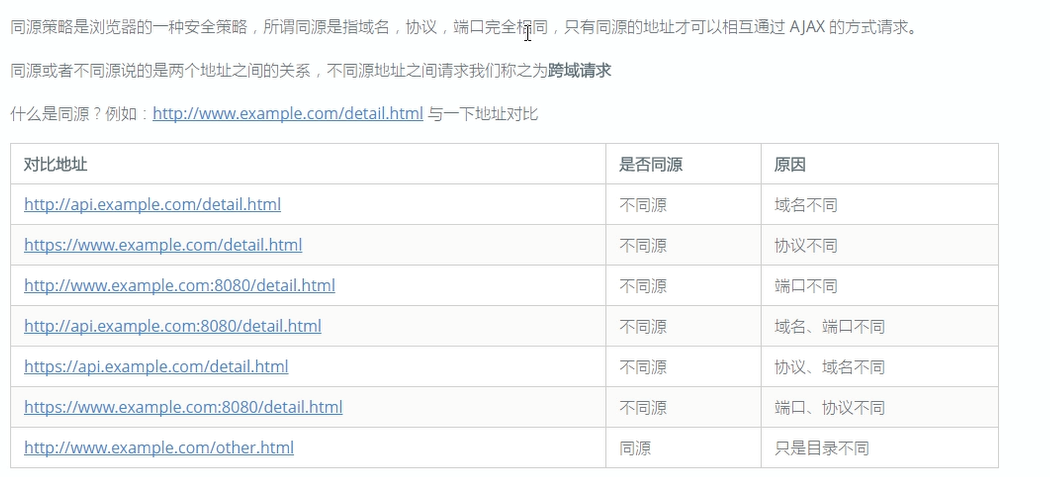 同源策略是浏览器的一种安全策略，所谓同源是指域名，协议，端口完全相同，只有同源的地址才可以相互通过 AJAX 的方式请求。
同源或者不同源说的是两个地址之间的关系，不同源地址之间请求我们称之为跨域请求
什么是同源？例如：http://www.example.com/detail.html 与一下地址对比
对比地址 是否同源 原因
http://api.example.com/detail.html 不同源 域名不同
https://www.example.com/detail.html 不同源 协议不同
http://www.example.com:8080/detail.html 不同源 端口不同
http://api.example.com:8080/detail.html 不同源 域名、端口不同
https://api.example.com/detail.html 不同源 协议、域名不同
https://www.example.com:8080/detail.html 不同源 端口、协议不同
http://www.example.com/other.html 同源 只是目录不同